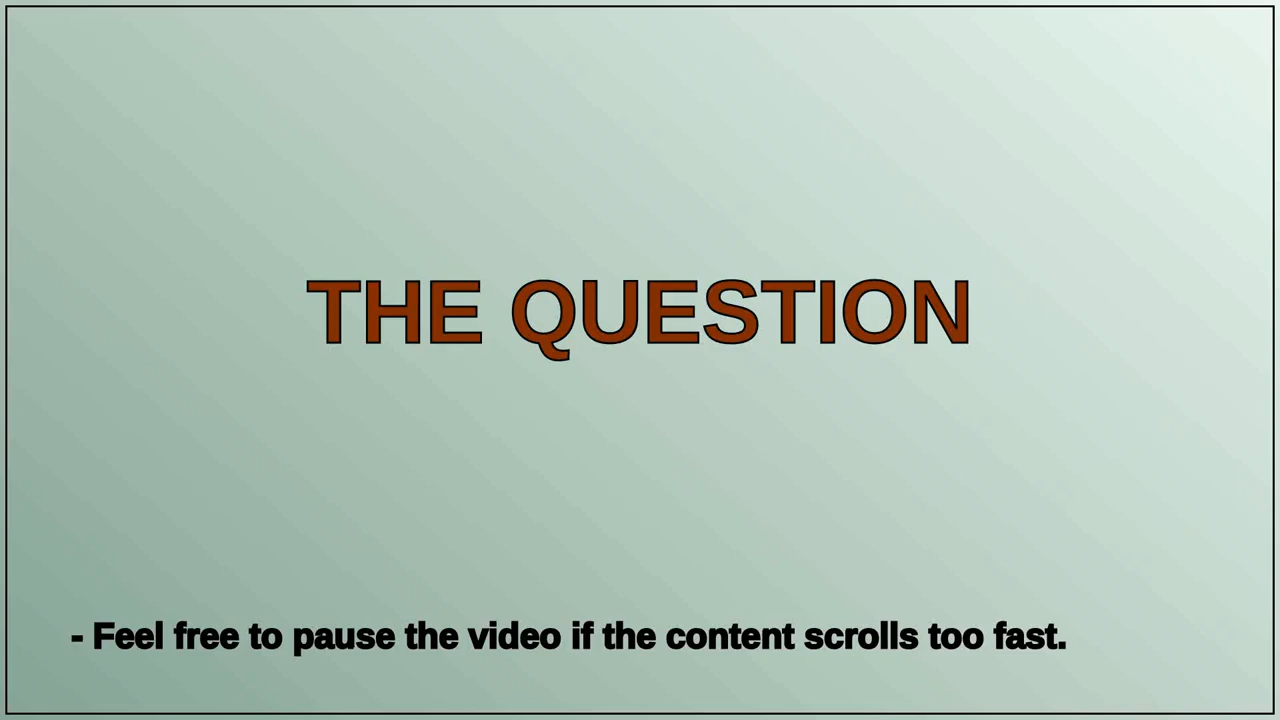 THE QUESTION
- Feel free to pause the video if the content scrolls too fast.